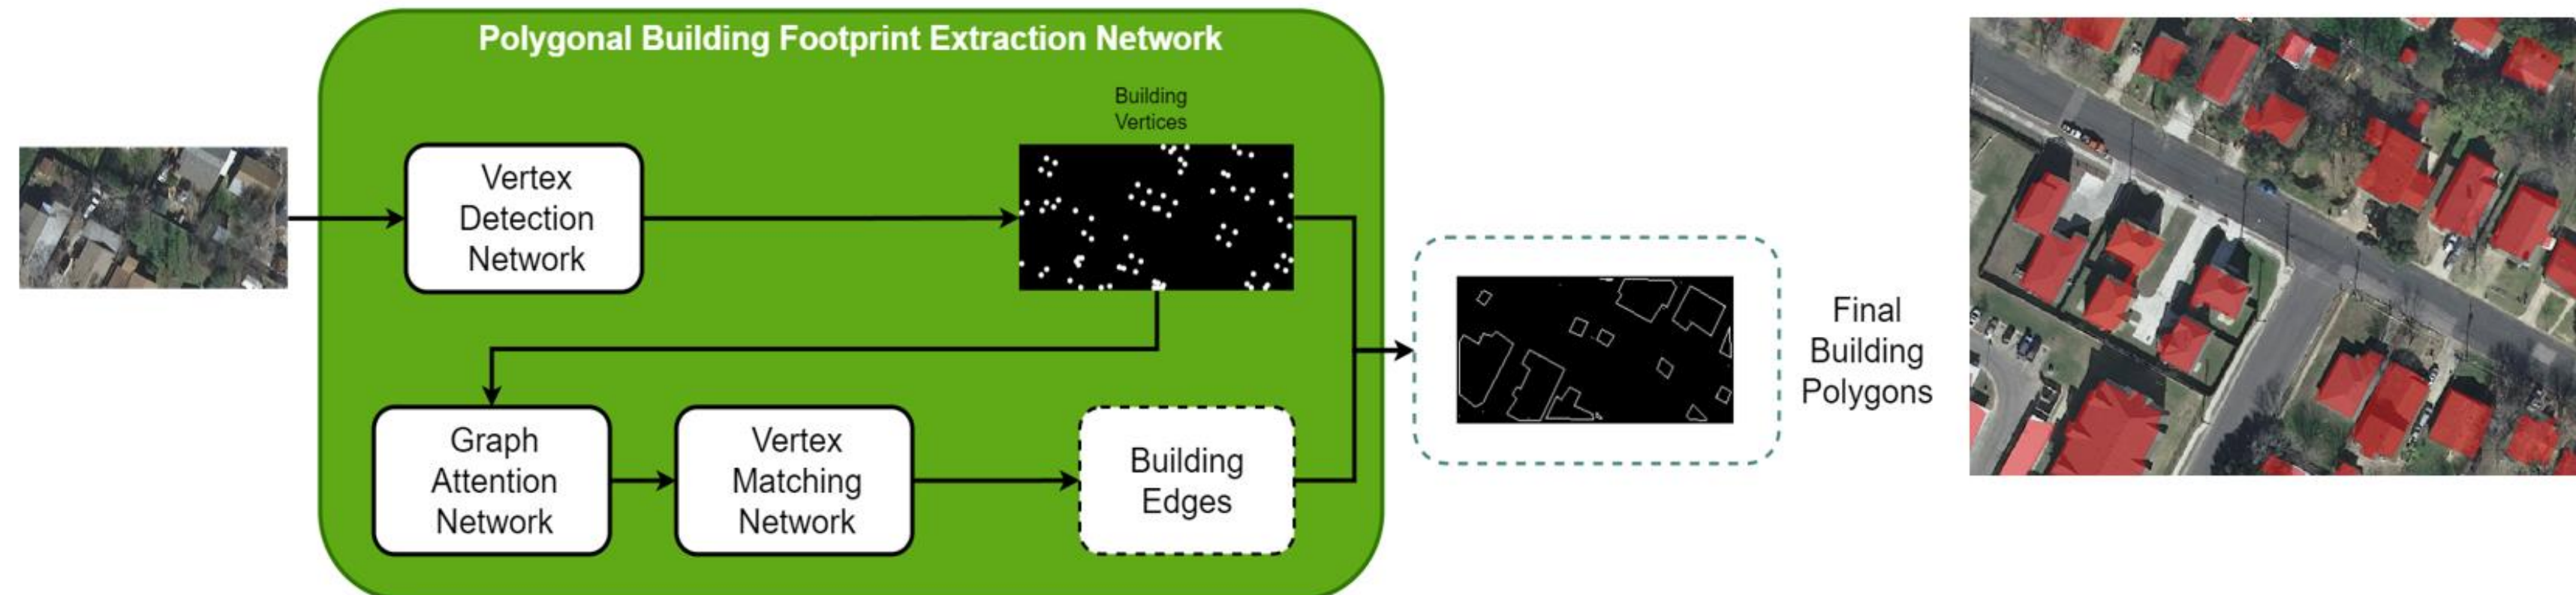 Polygonal Building Footprint Extraction Network
Building
Vertices
Vertex
Detection
Network
Graph
Attention
Network
Vertex
Matching
Network
Building
Edges
Final
Building
Polygons